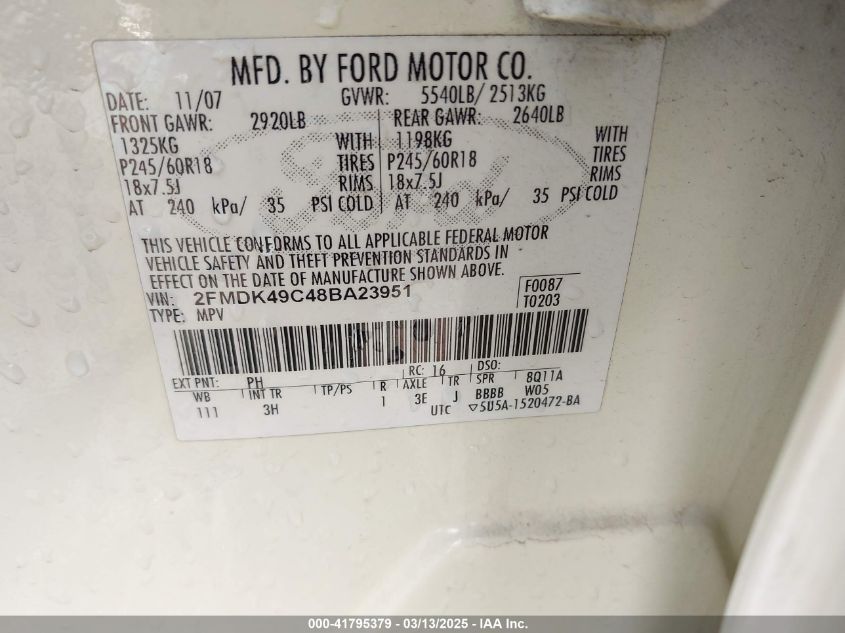 MFD. BY FORD MOTOR CO.
DATE: 11/07 GVWR: 5540LB/ 2513KG
FRONT GAWR: 2920LB REAR GAWR: 2640LB
1325KG WITH 1198KG WITH
P245/60R18 TIRES P245/60R18 TIRES
18x7.5J RIMS 18x7.5J RIMS
AT 240 kPa/ 35 PSI COLD AT 240 kPa/ 35 PSI COLD
THIS VEHICLE CONFORMS TO ALL APPLICABLE FEDERAL MOTOR
VEHICLE SAFETY AND THEFT PREVENTION STANDARDS IN
EFFECT ON THE DATE OF MANUFACTURE SHOWN ABOVE.
VIN: 2FMDK49C48BA23951 F0087
TYPE: MPV T0203
EXT PNT: PH RC: 16 DSO:
WB INT TR TP/PS R AXLE TR SPR 8Q11A
111 3H 1 3E J BBBB W05
UTC ▽5U5A-1520472-BA
000-41795379 — 03/13/2025 — IAA Inc.